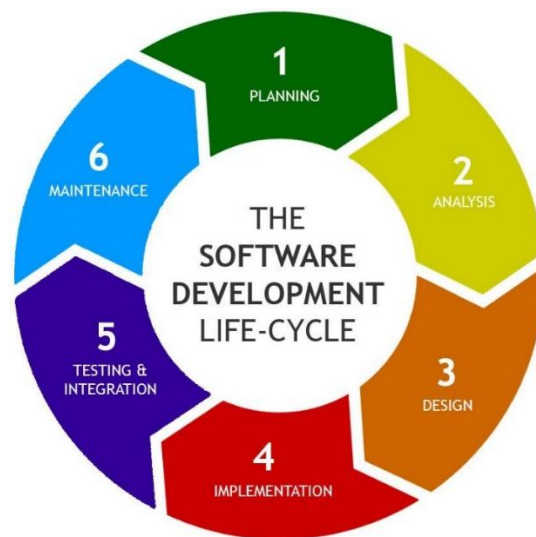 1
PLANNING
2
ANALYSIS
3
DESIGN
4
IMPLEMENTATION
5
TESTING &
INTEGRATION
6
MAINTENANCE
THE
SOFTWARE
DEVELOPMENT
LIFE-CYCLE